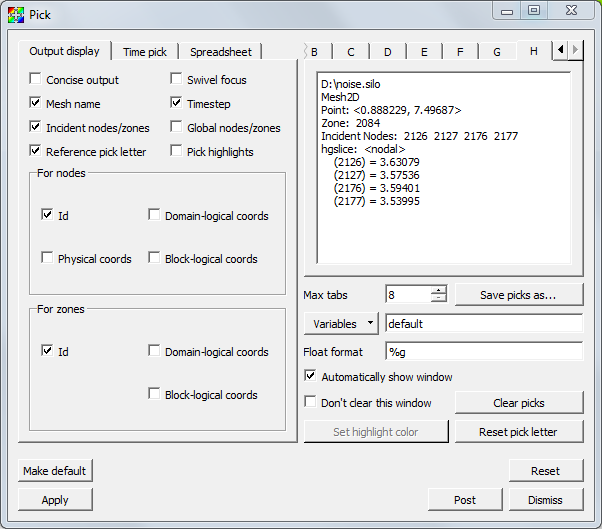 Pick
Output display Time pick Spreadsheet
B C D E F G H
Concise output Swivel focus
Mesh name Timestep
Incident nodes/zones Global nodes/zones
Reference pick letter Pick highlights
For nodes
Id Domain-logical coords
Physical coords Block-logical coords
For zones
Id Domain-logical coords
Block-logical coords
D:\noise.silo
Mesh2D
Point: <0.888229, 7.49687>
Zone: 2084
Incident Nodes: 2126 2127 2176 2177
hgslice: <nodal>
(2126) = 3.63079
(2127) = 3.57536
(2176) = 3.59401
(2177) = 3.53995
Max tabs 8 Save picks as...
Variables default
Float format %g
Automatically show window
Don't clear this window Clear picks
Set highlight color Reset pick letter
Make default Reset
Apply Post Dismiss